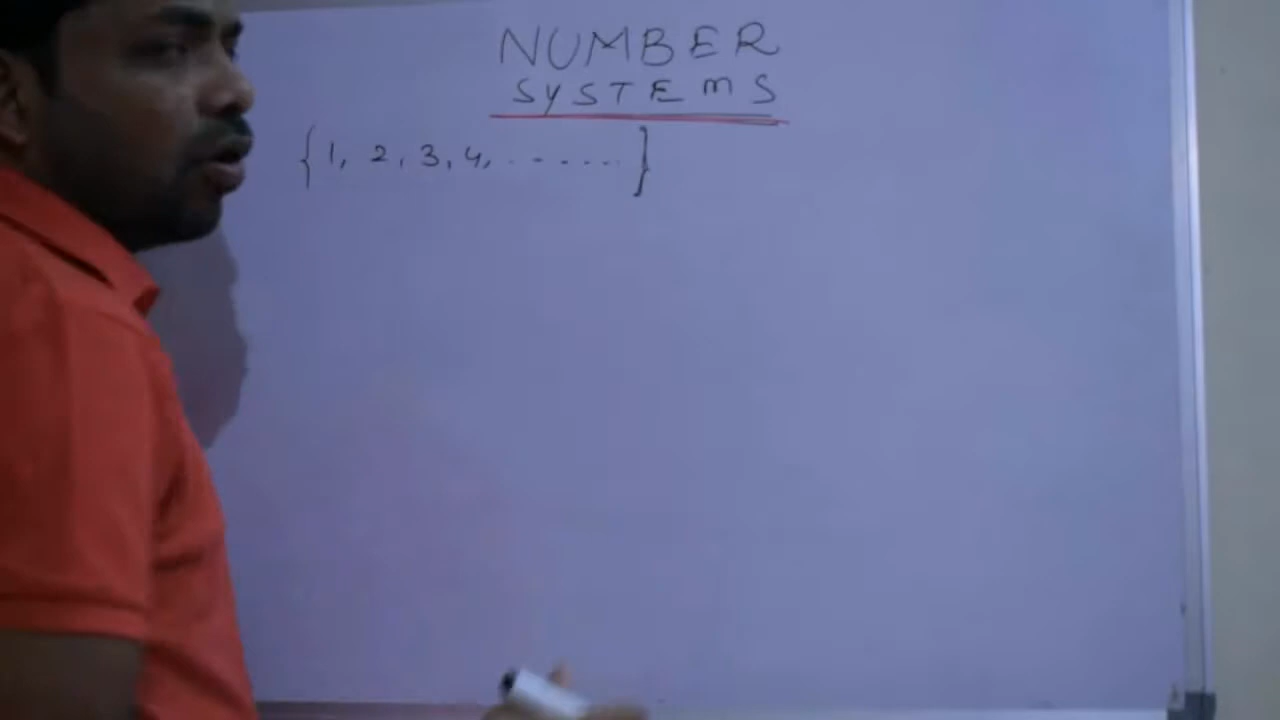 NUMBER
SYSTEMS
{1, 2, 3, 4, ........}